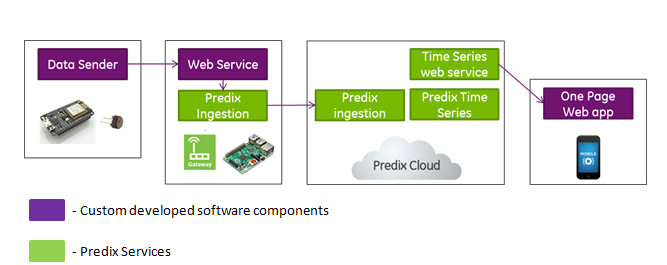 Data Sender
Web Service
Predix
Ingestion
Gateway
Time Series
web service
Predix
ingestion
Predix Time
Series
Predix Cloud
One Page
Web app
MOBILE
- Custom developed software components
- Predix Services